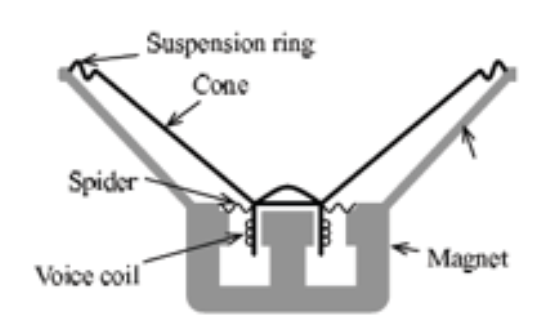 Suspension ring
Cone
Spider
Voice coil
Magnet